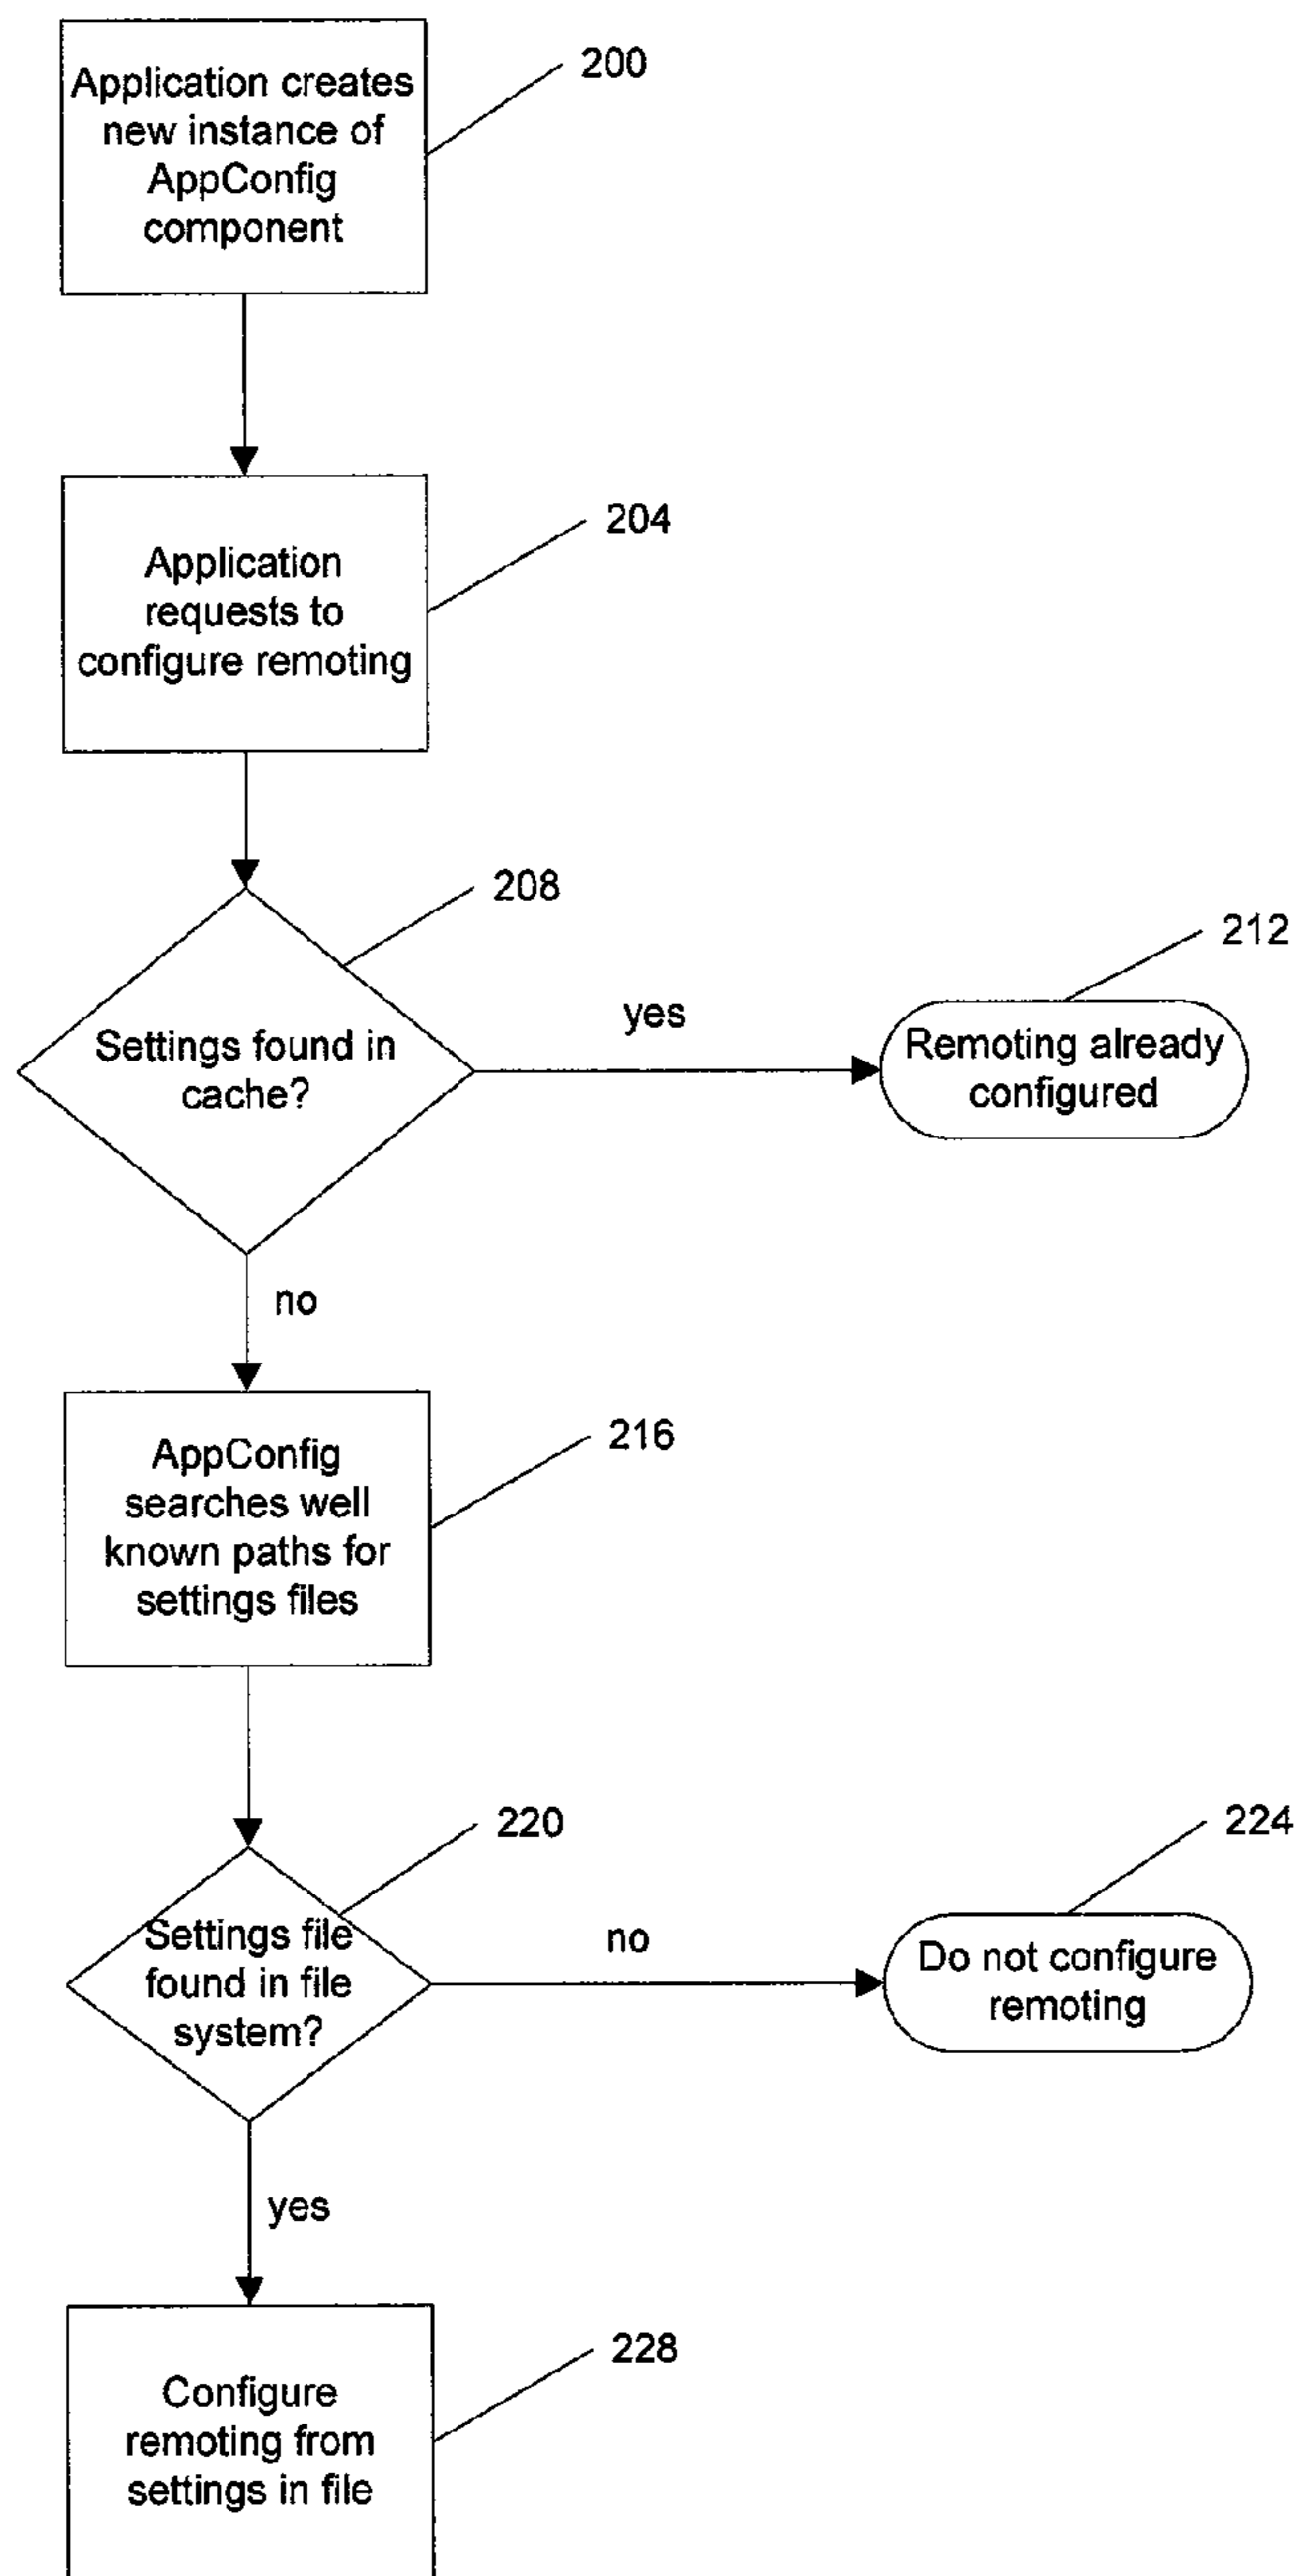 Application creates
new instance of
AppConfig
component
200
Application
requests to
configure remoting
204
Settings found in
cache?
208
yes
Remoting already
configured
212
no
AppConfig
searches well
known paths for
settings files
216
Settings file
found in file
system?
220
no
Do not configure
remoting
224
yes
Configure
remoting from
settings in file
228